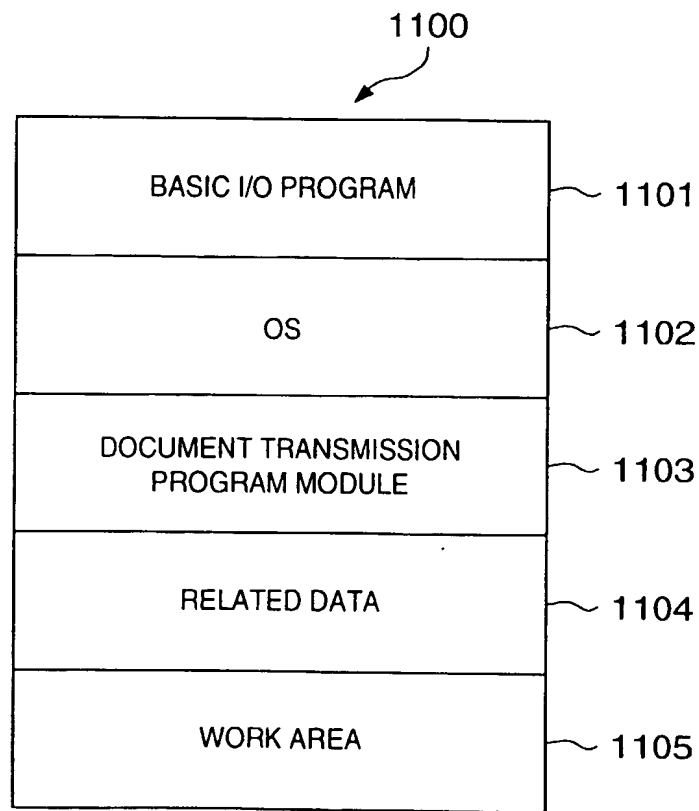 1100
BASIC I/O PROGRAM
1101
OS
1102
DOCUMENT TRANSMISSION
PROGRAM MODULE
1103
RELATED DATA
1104
WORK AREA
1105